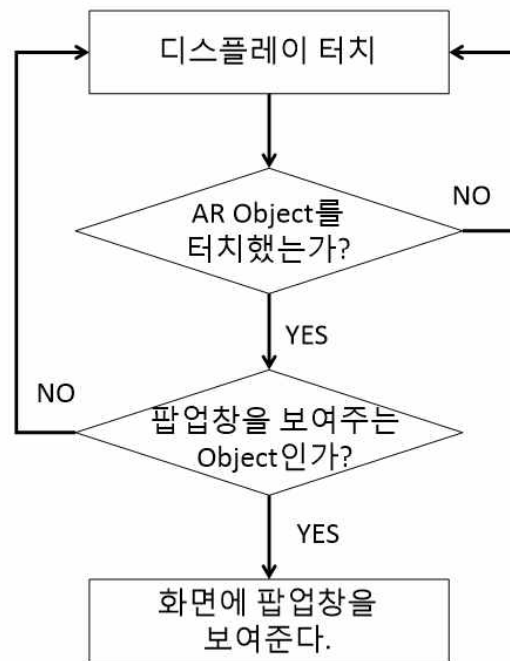 디스플레이 터치
AR Object를
터치했는가?
NO
YES
NO
팝업창을 보여주는
Object인가?
YES
화면에 팝업창을
보여준다.